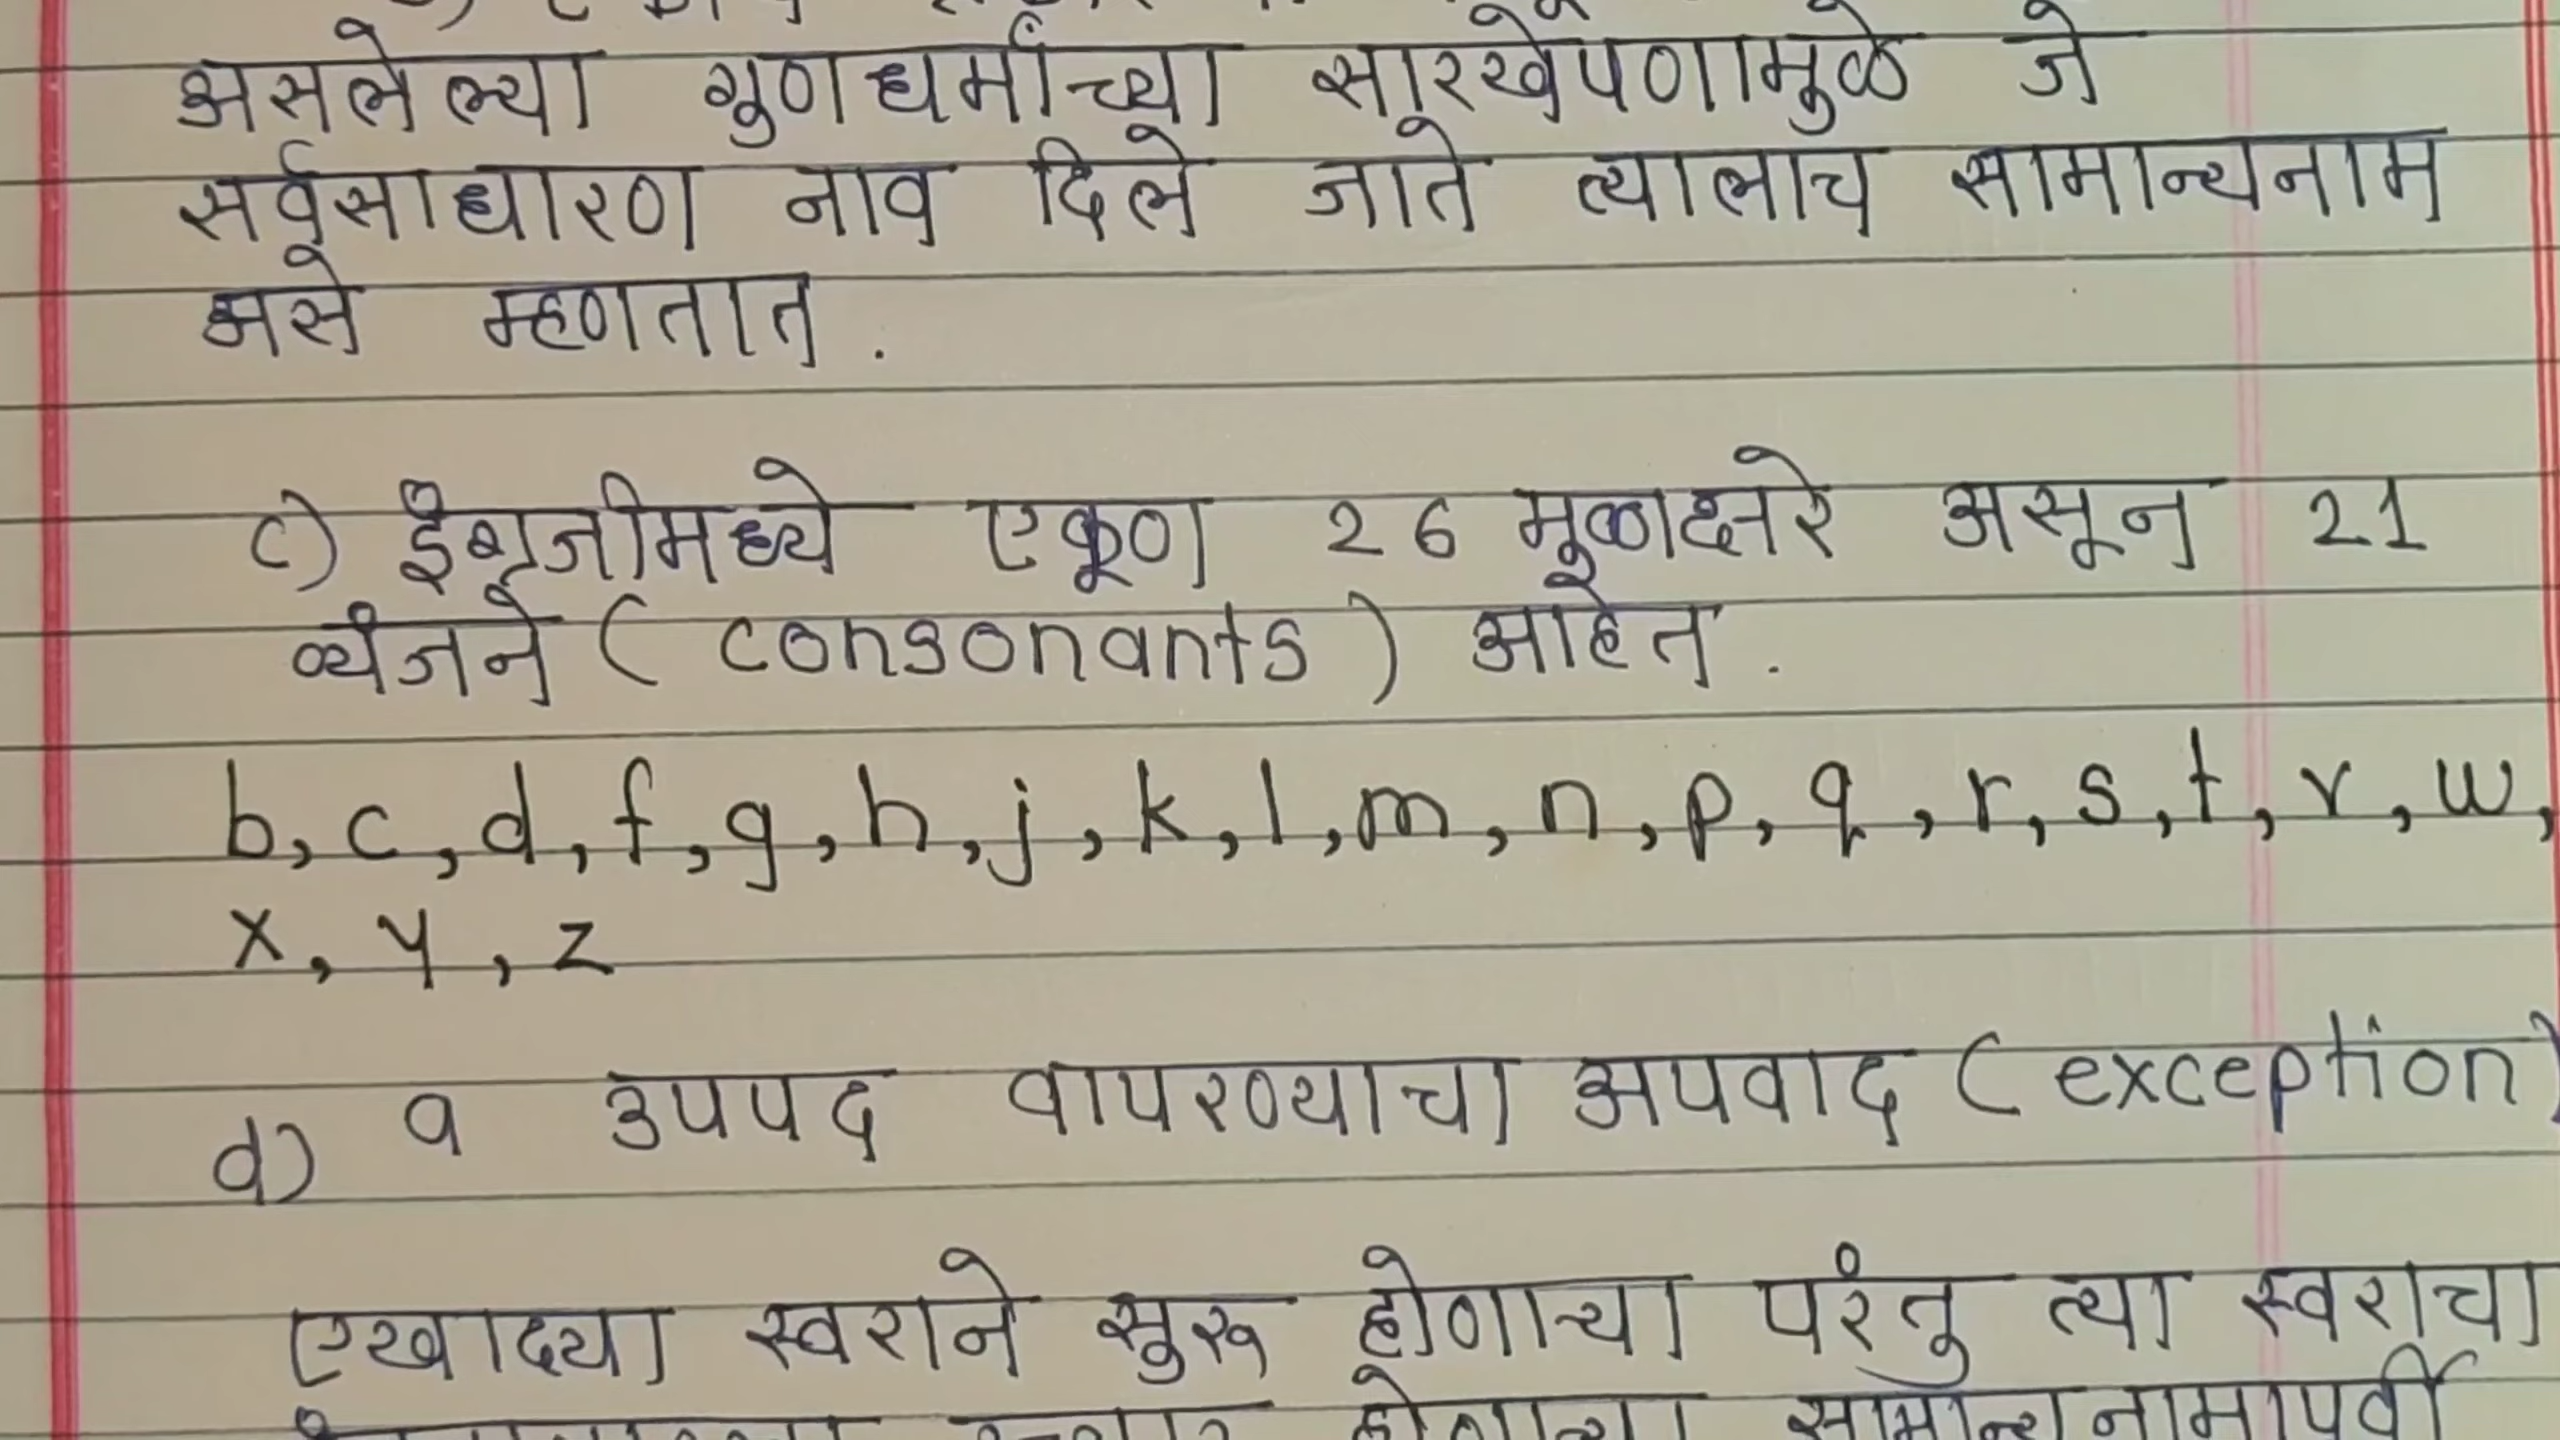 असलेल्या गुणधर्मांच्या सारखेपणामुळे जे
सर्वसाधारण नाव दिले जाते त्यालाच सामान्यनाम
असे म्हणतात .
c) इंग्रजीमध्ये एकूण 26 मुळाक्षरे असून 21
व्यंजने ( consonants ) आहेत .
b, c, d, f, g, h, j, k, l, m, n, p, q, r, s, t, v, w,
x, y, z
d) a उपपद वापरण्याचा अपवाद ( exception)
एखाद्या स्वराने सुरू होणाऱ्या परंतु त्या स्वराचा
होणाऱ्या सामान्यनामापूर्वी